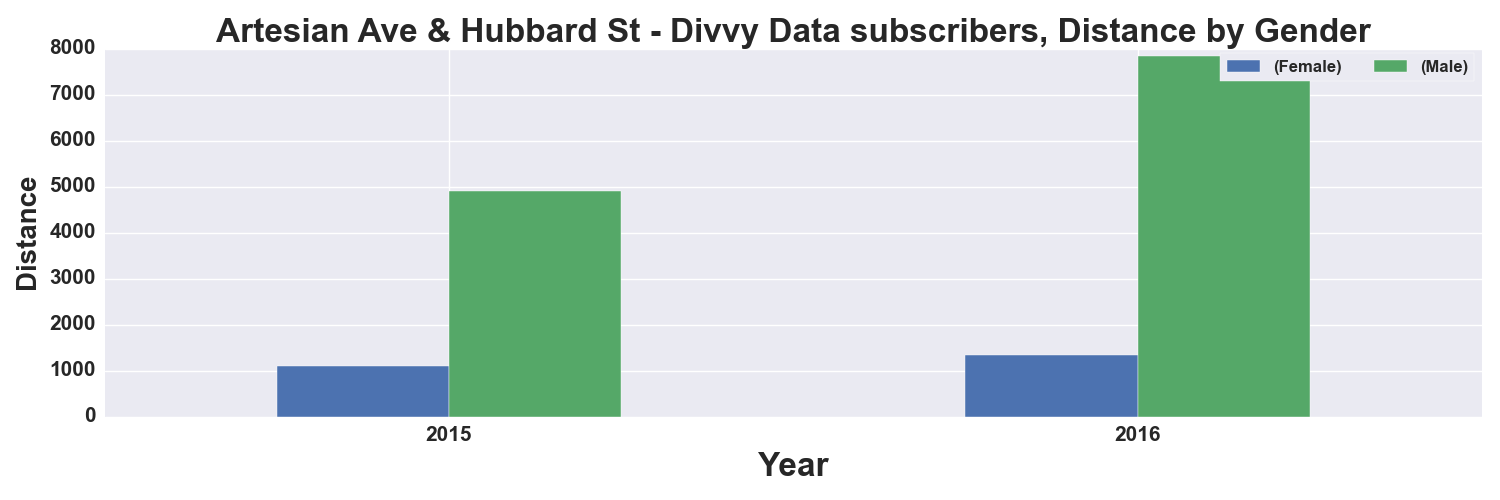 Artesian Ave & Hubbard St - Divvy Data subscribers, Distance by Gender
(Female) (Male)
8000
7000
6000
5000
4000
3000
2000
1000
0
Distance
2015 2016
Year